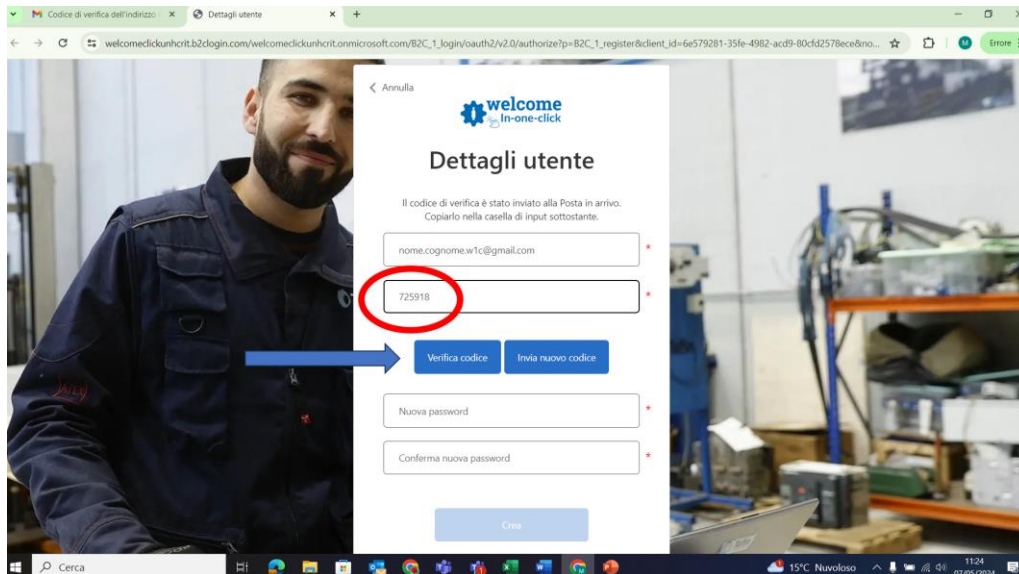 Codice di verifica dell'indirizzo
Dettagli utente
welcomeclickunhcrit.b2clogin.com/welcomeclickunhcrit.onmicrosoft.com/B2C_1_login/oauth2/v2.0/authorize?p=B2C_1_register&client_id=6e579281-35fe-4982-acd9-80cfd2578ece&no...
M
Errore
Annulla
welcome
In-one-click
Dettagli utente
Il codice di verifica è stato inviato alla Posta in arrivo.
Copiarlo nella casella di input sottostante.
nome.cognome.w1c@gmail.com *
725918 *
Verifica codice Invia nuovo codice
Nuova password *
Conferma nuova password *
Crea
Cerca
15°C Nuvoloso
11:24
07/05/2024